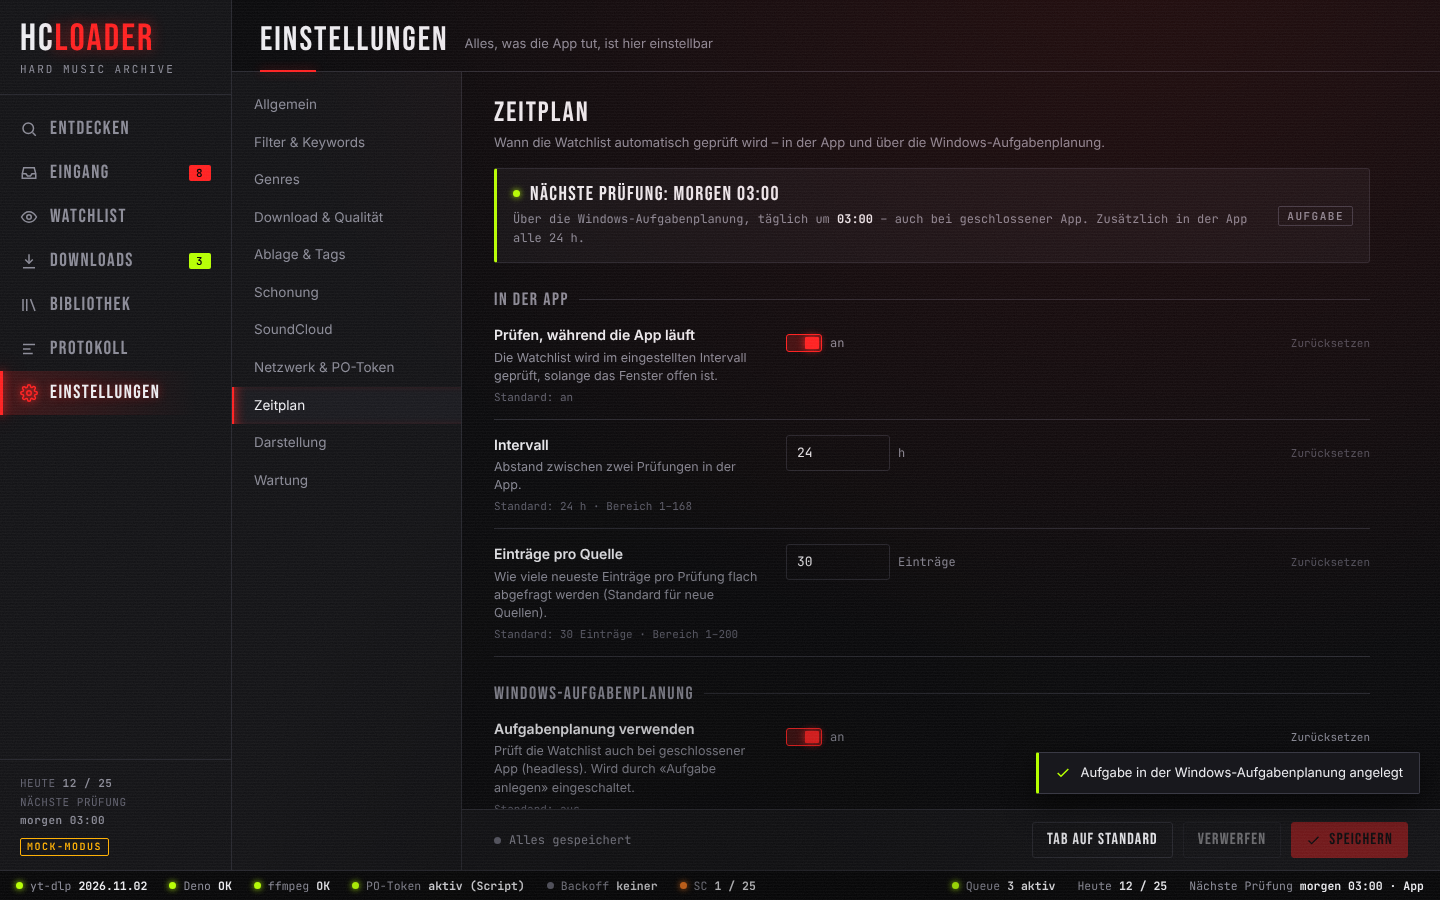 HCLOADER
HARD MUSIC ARCHIVE
ENTDECKEN
EINGANG 8
WATCHLIST
DOWNLOADS 3
BIBLIOTHEK
PROTOKOLL
EINSTELLUNGEN
HEUTE 12 / 25
NÄCHSTE PRÜFUNG
morgen 03:00
MOCK-MODUS
EINSTELLUNGEN Alles, was die App tut, ist hier einstellbar
Allgemein
Filter & Keywords
Genres
Download & Qualität
Ablage & Tags
Schonung
SoundCloud
Netzwerk & PO-Token
Zeitplan
Darstellung
Wartung
ZEITPLAN
Wann die Watchlist automatisch geprüft wird – in der App und über die Windows-Aufgabenplanung.
NÄCHSTE PRÜFUNG: MORGEN 03:00
Über die Windows-Aufgabenplanung, täglich um 03:00 – auch bei geschlossener App. Zusätzlich in der App
alle 24 h.
AUFGABE
IN DER APP
Prüfen, während die App läuft
an
Zurücksetzen
Die Watchlist wird im eingestellten Intervall
geprüft, solange das Fenster offen ist.
Standard: an
Intervall
24 h
Zurücksetzen
Abstand zwischen zwei Prüfungen in der
App.
Standard: 24 h · Bereich 1–168
Einträge pro Quelle
30 Einträge
Zurücksetzen
Wie viele neueste Einträge pro Prüfung flach
abgefragt werden (Standard für neue
Quellen).
Standard: 30 Einträge · Bereich 1–200
WINDOWS-AUFGABENPLANUNG
Aufgabenplanung verwenden
an
Zurücksetzen
Prüft die Watchlist auch bei geschlossener
App (headless). Wird durch «Aufgabe
anlegen» eingeschaltet.
Standard: aus
Aufgabe in der Windows-Aufgabenplanung angelegt
Alles gespeichert
TAB AUF STANDARD
VERWERFEN
SPEICHERN
yt-dlp 2026.11.02 Deno OK ffmpeg OK PO-Token aktiv (Script) Backoff keiner SC 1 / 25 Queue 3 aktiv Heute 12 / 25 Nächste Prüfung morgen 03:00 · App